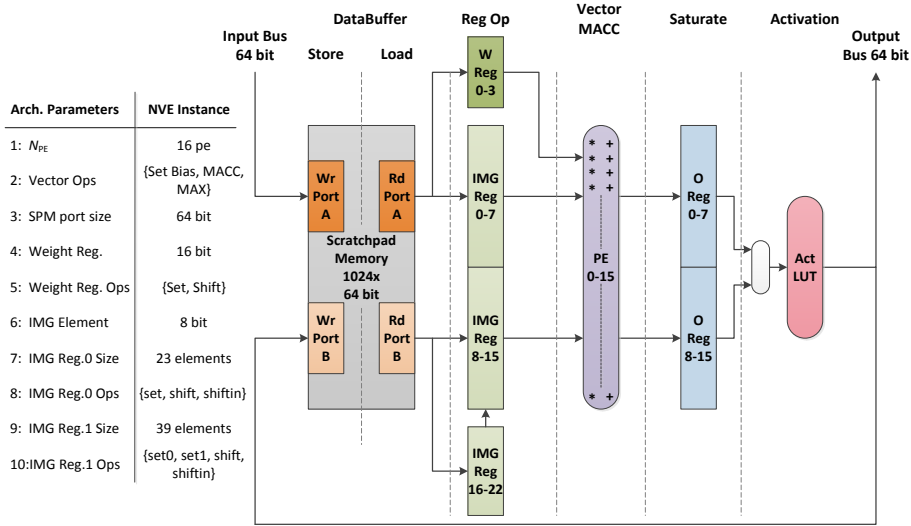 DataBuffer
Reg Op
Vector
MACC
Saturate
Activation
Input Bus
64 bit
Store
Load
Output
Bus 64 bit
Arch. Parameters
NVE Instance
1: NPE
16 pe
2: Vector Ops
{Set Bias, MACC,
MAX}
3: SPM port size
64 bit
4: Weight Reg.
16 bit
5: Weight Reg. Ops
{Set, Shift}
6: IMG Element
8 bit
7: IMG Reg.0 Size
23 elements
8: IMG Reg.0 Ops
{set, shift, shiftin}
9: IMG Reg.1 Size
39 elements
10:IMG Reg.1 Ops
{set0, set1, shift,
shiftin}
Wr
Port
A
Rd
Port
A
Scratchpad
Memory
1024x
64 bit
Wr
Port
B
Rd
Port
B
W
Reg
0-3
IMG
Reg
0-7
IMG
Reg
8-15
IMG
Reg
16-22
* +
* +
* +
* +
PE
0-15
* +
O
Reg
0-7
O
Reg
8-15
Act
LUT